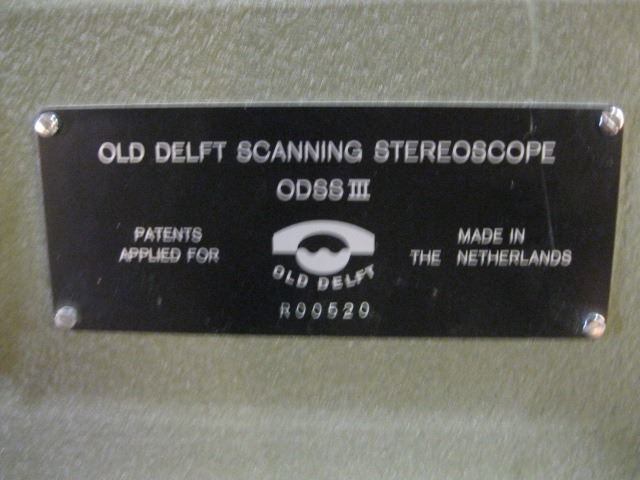 OLD DELFT SCANNING STEREOSCOPE
ODSS III
PATENTS
APPLIED FOR
OLD DELFT
MADE IN
THE NETHERLANDS
R00520